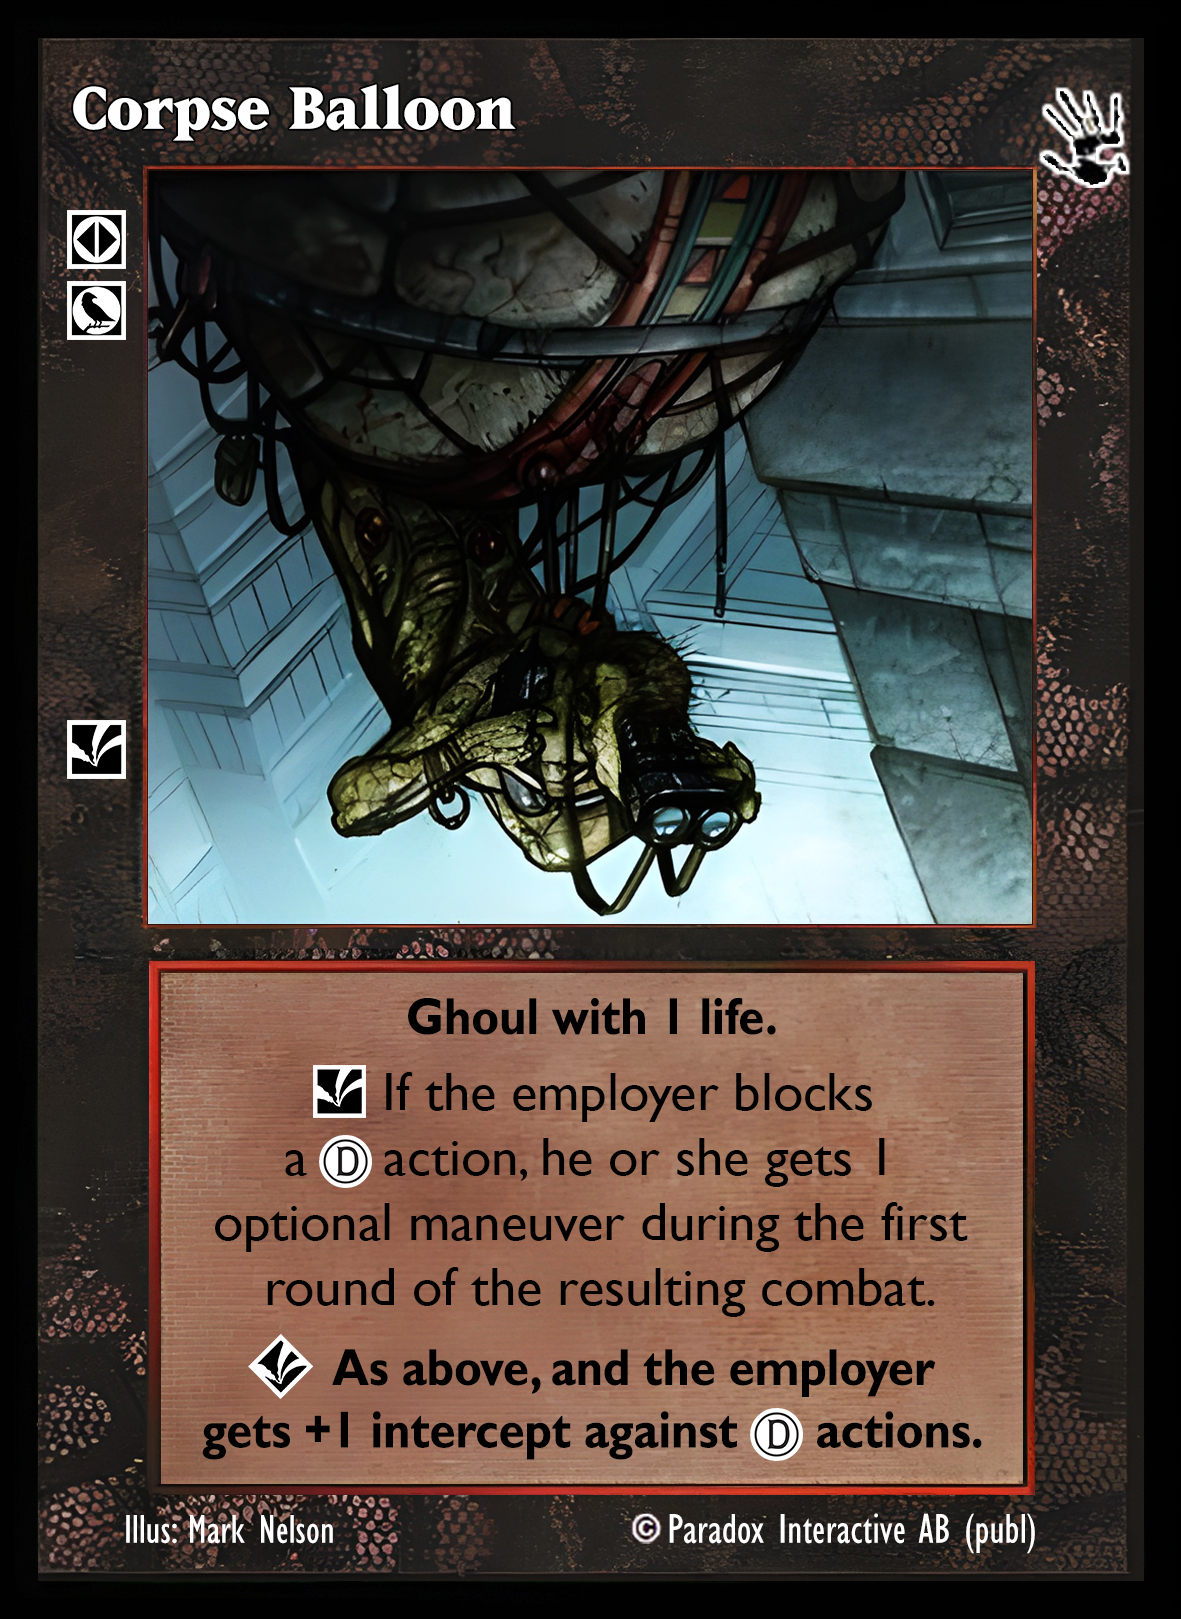 Corpse Balloon
Ghoul with 1 life.
If the employer blocks
a D action, he or she gets 1
optional maneuver during the first
round of the resulting combat.
As above, and the employer
gets +1 intercept against D actions.
Illus: Mark Nelson
© Paradox Interactive AB (publ)